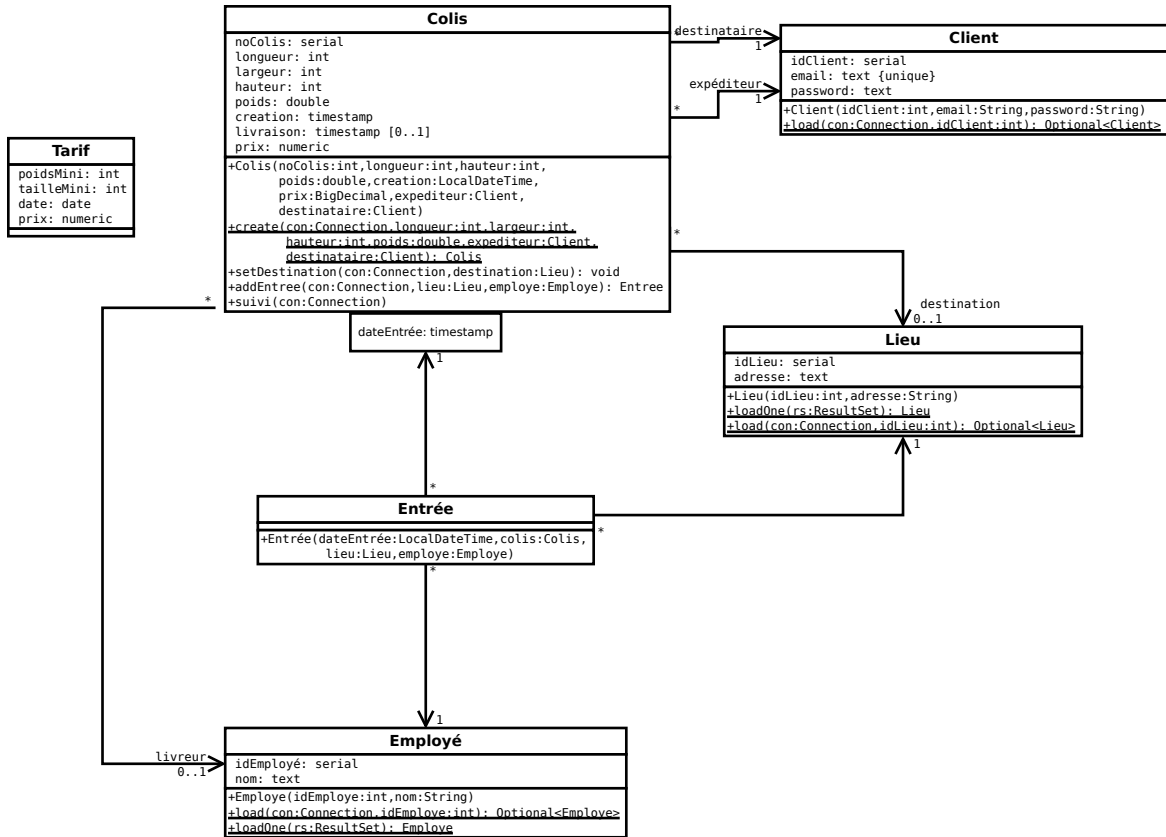 Colis
noColis: serial
longueur: int
largeur: int
hauteur: int
poids: double
creation: timestamp
livraison: timestamp [0..1]
prix: numeric
+Colis(noColis:int,longueur:int,hauteur:int,
poids:double,creation:LocalDateTime,
prix:BigDecimal,expediteur:Client,
destinataire:Client)
+create(con:Connection,longueur:int,largeur:int,
hauteur:int,poids:double,expediteur:Client,
destinataire:Client): Colis
+setDestination(con:Connection,destination:Lieu): void
+addEntree(con:Connection,lieu:Lieu,employe:Employe): Entree
+suivi(con:Connection)
dateEntrée: timestamp
*
destinataire
1
expéditeur
1
*
Client
idClient: serial
email: text {unique}
password: text
+Client(idClient:int,email:String,password:String)
+load(con:Connection,idClient:int): Optional<Client>
Tarif
poidsMini: int
tailleMini: int
date: date
prix: numeric
*
destination
0..1
Lieu
idLieu: serial
adresse: text
+Lieu(idLieu:int,adresse:String)
+loadOne(rs:ResultSet): Lieu
+load(con:Connection,idLieu:int): Optional<Lieu>
1
*
1
*
Entrée
+Entrée(dateEntrée:LocalDateTime,colis:Colis,
lieu:Lieu,employe:Employe)
*
*
1
livreur
0..1
Employé
idEmployé: serial
nom: text
+Employe(idEmploye:int,nom:String)
+load(con:Connection,idEmploye:int): Optional<Employe>
+loadOne(rs:ResultSet): Employe